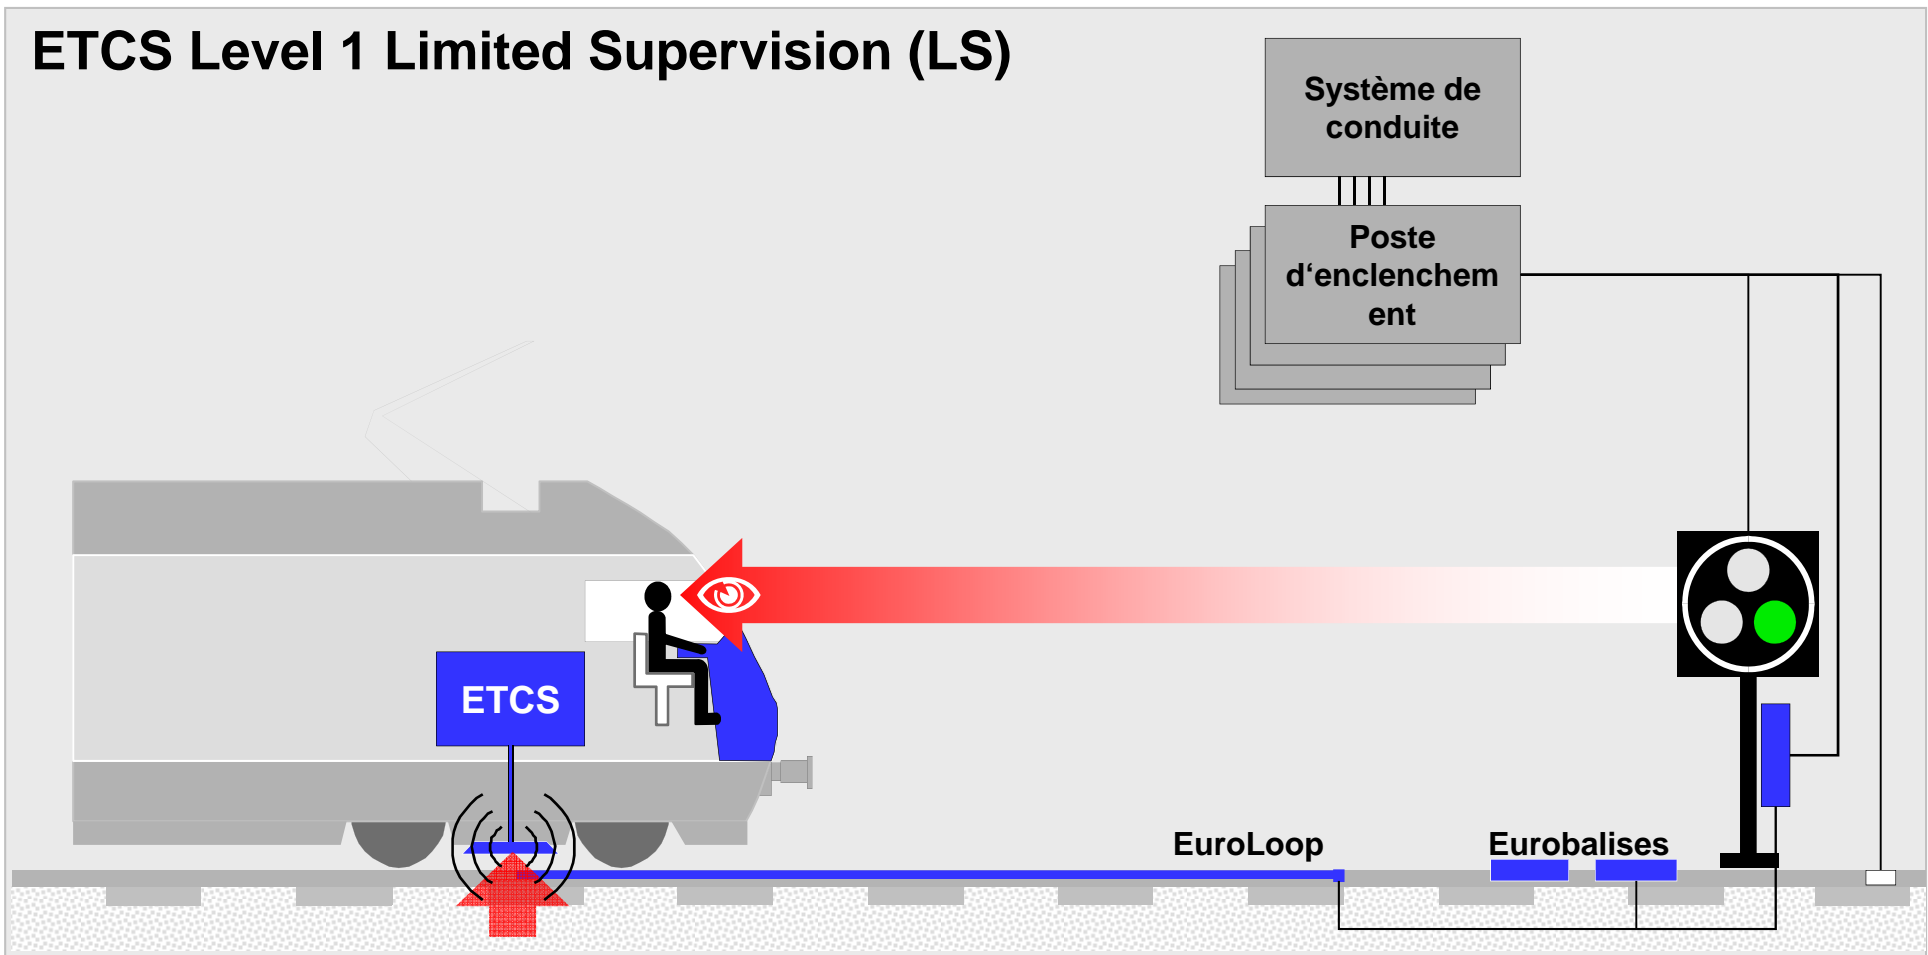 ETCS Level 1 Limited Supervision (LS)
Système de
conduite
Poste
d‘enclenchem
ent
ETCS
EuroLoop
Eurobalises